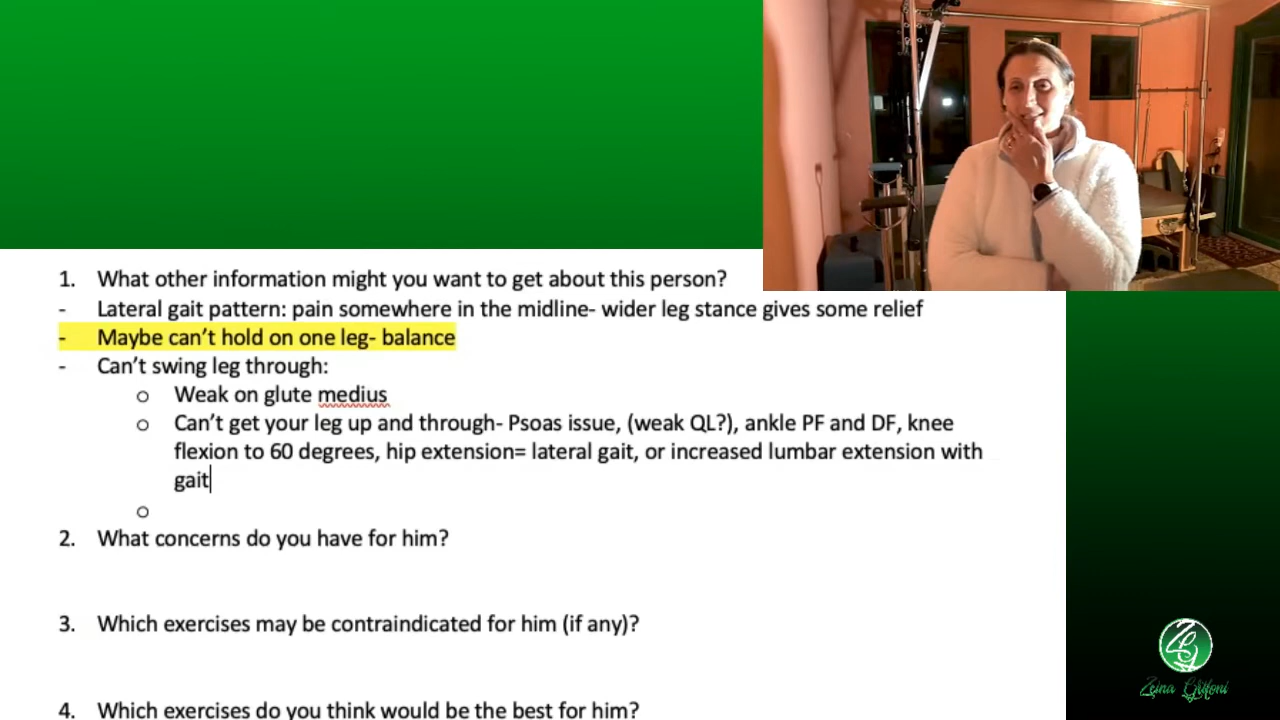 1. What other information might you want to get about this person?
- Lateral gait pattern: pain somewhere in the midline- wider leg stance gives some relief
- Maybe can't hold on one leg- balance
- Can't swing leg through:
o Weak on glute medius
o Can't get your leg up and through- Psoas issue, (weak QL?), ankle PF and DF, knee
flexion to 60 degrees, hip extension= lateral gait, or increased lumbar extension with
gait
o
2. What concerns do you have for him?
3. Which exercises may be contraindicated for him (if any)?
4. Which exercises do you think would be the best for him?
ZG
Zeina Grifoni